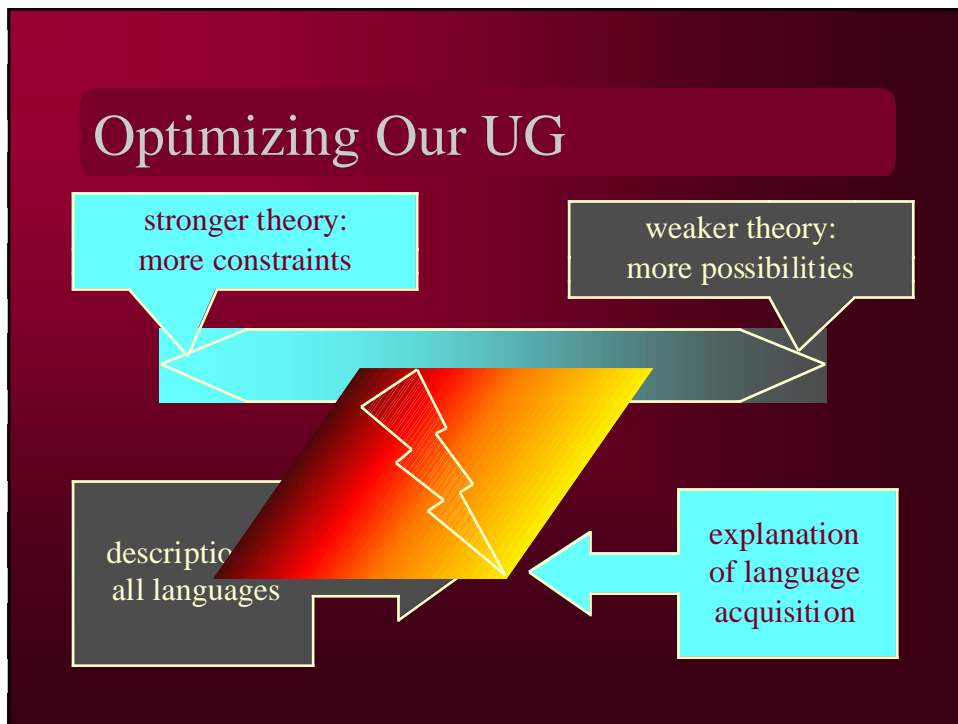 Optimizing Our UG
stronger theory:
more constraints
weaker theory:
more possibilities
all languages
explanation
of language
acquisition